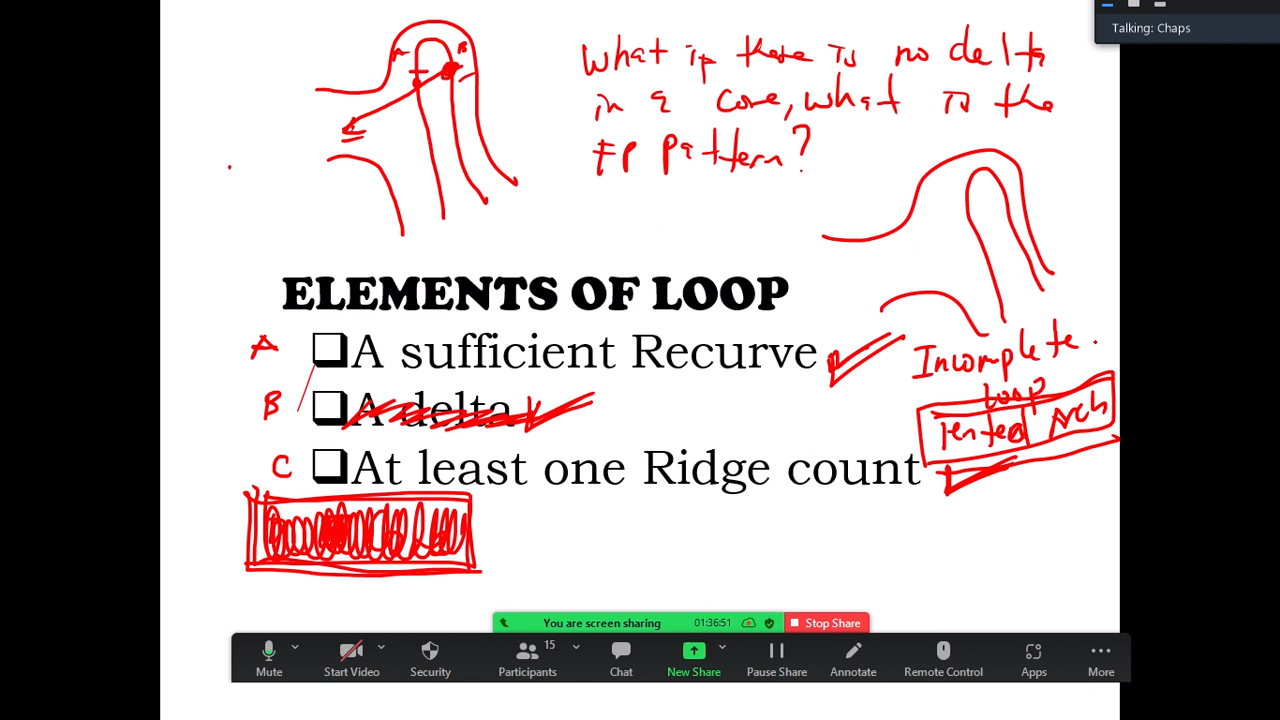 Talking: Chaps
A
B
What if there is no delta
in a core, what is the
FP pattern?
ELEMENTS OF LOOP
A A sufficient Recurve
B A delta
C At least one Ridge count
Incomplete
Loop
Tented Arch
You are screen sharing 01:36:51 Stop Share
15
Mute Start Video Security Participants Chat New Share Pause Share Annotate Remote Control Apps More